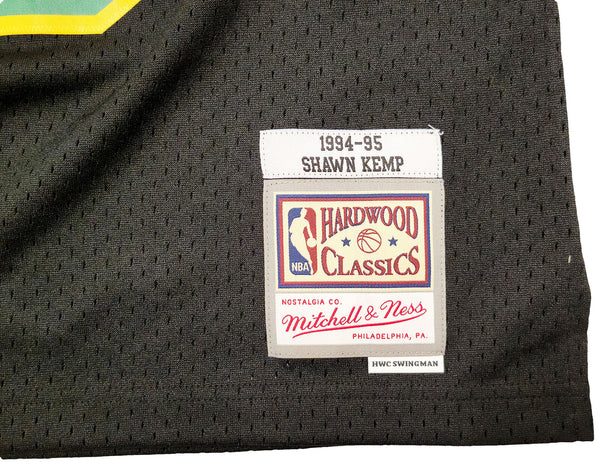 1994-95
SHAWN KEMP
HARDWOOD
NBA
CLASSICS
NOSTALGIA CO.
Mitchell & Ness
PHILADELPHIA, PA.
HWC SWINGMAN